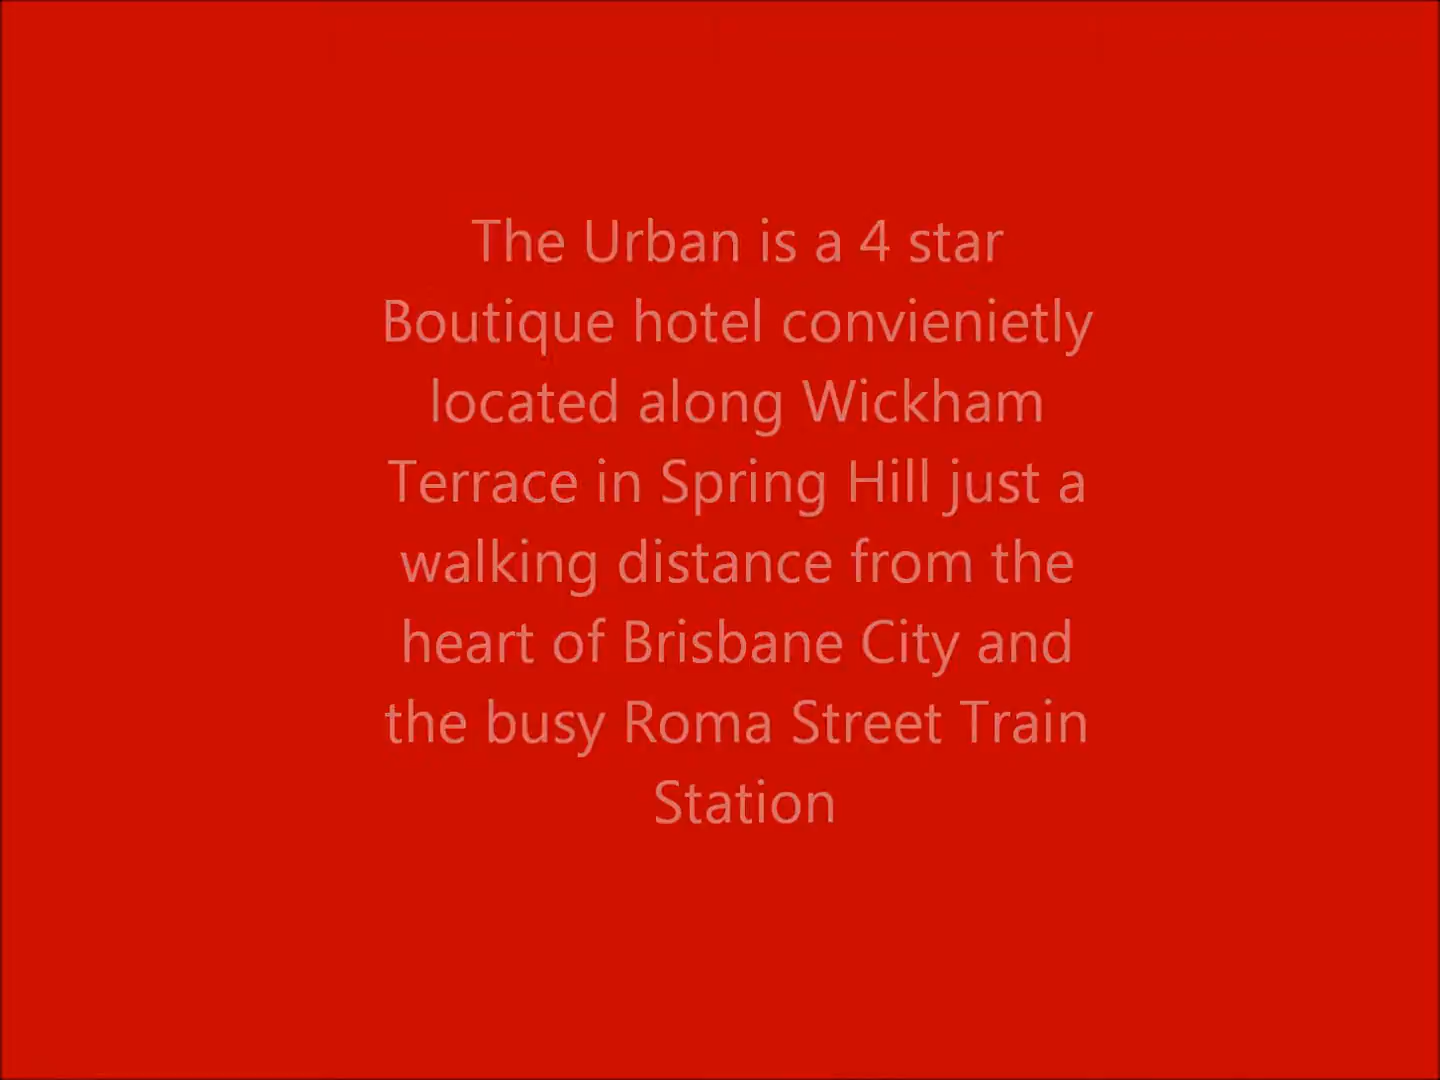 The Urban is a 4 star
Boutique hotel convienietly
located along Wickham
Terrace in Spring Hill just a
walking distance from the
heart of Brisbane City and
the busy Roma Street Train
Station